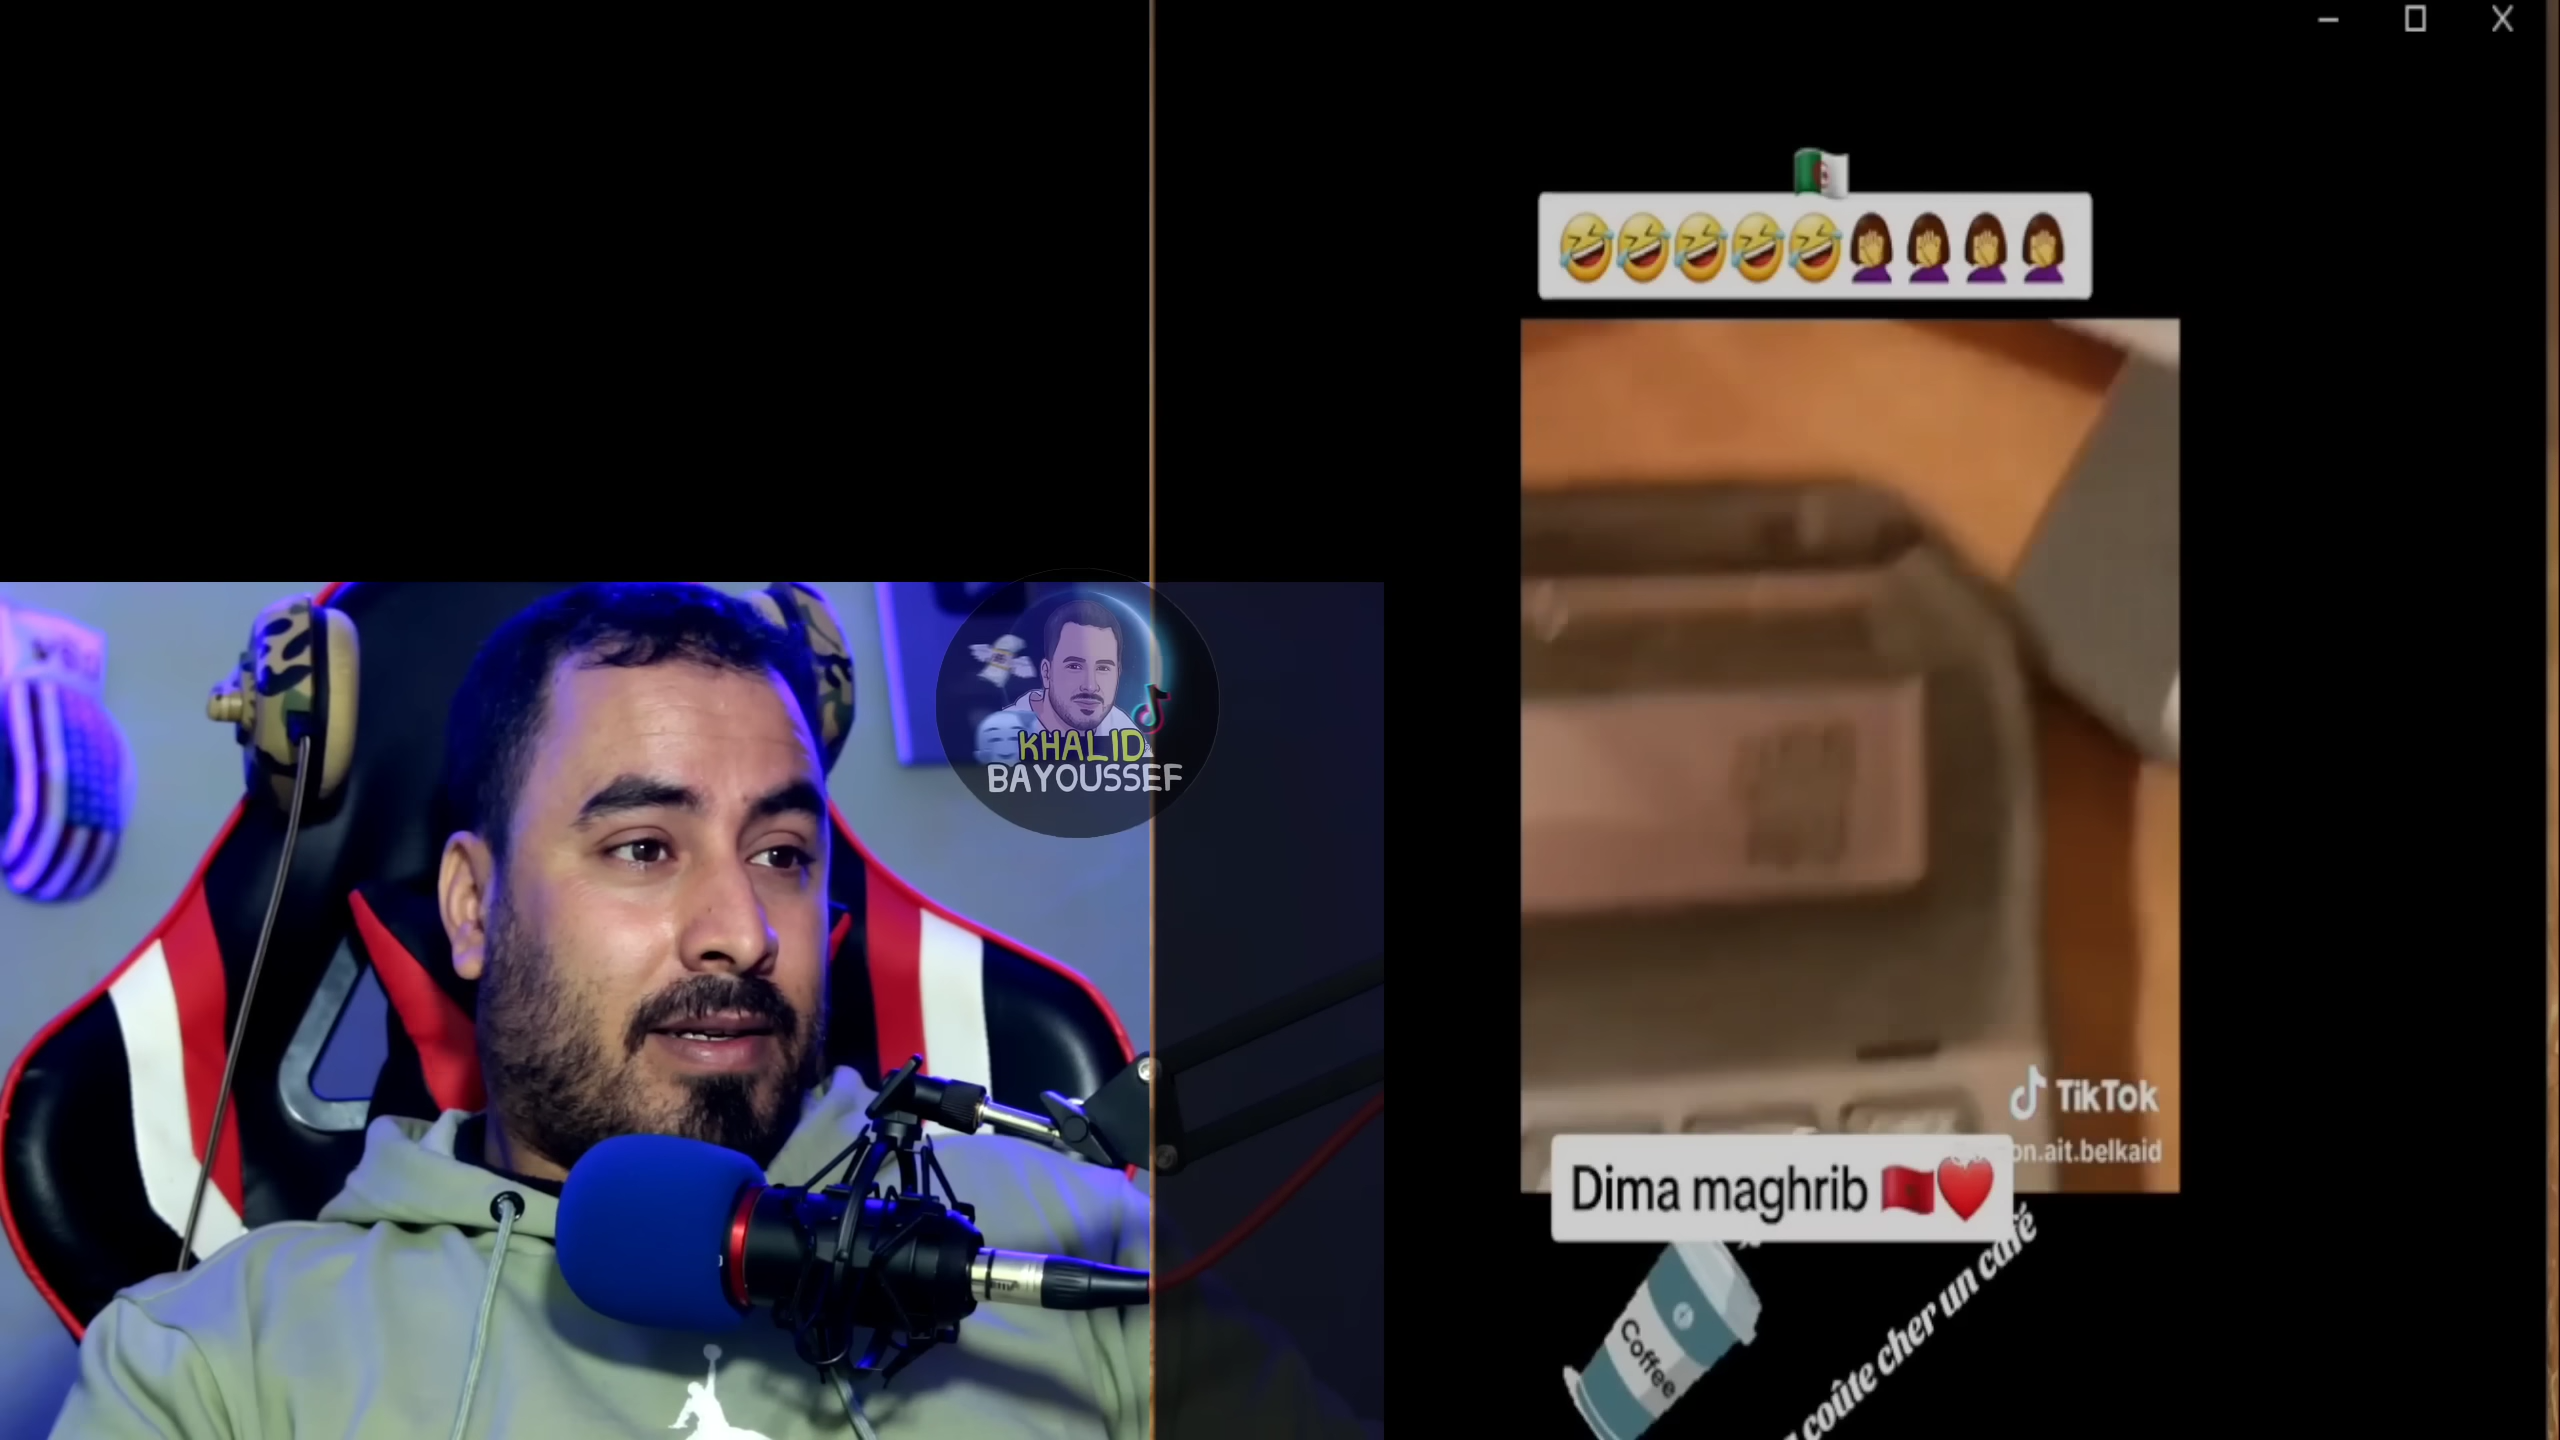 Dima maghrib 🇲🇦❤️
TikTok
on.ait.belkaid
KHALID
BAYOUSSEF
Coffee
coûte cher un café